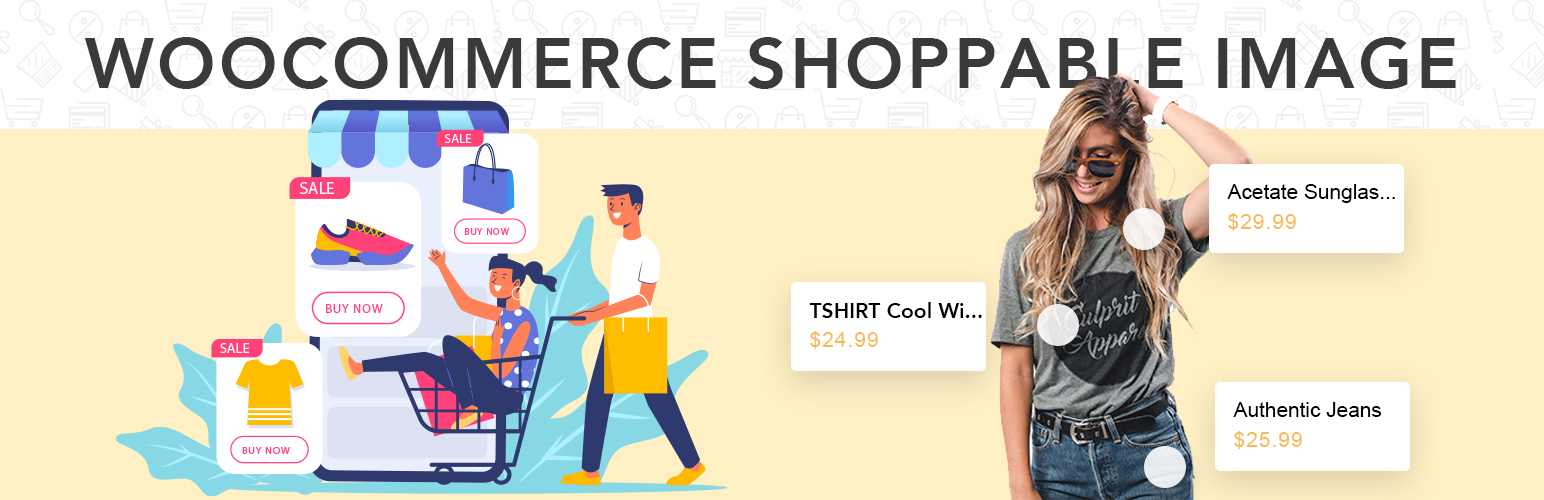 WOOCOMMERCE SHOPPABLE IMAGE
SALE
BUY NOW
SALE
BUY NOW
SALE
BUY NOW
Acetate Sunglas...
$29.99
TSHIRT Cool Wi...
$24.99
Culprit
Apparel
Authentic Jeans
$25.99